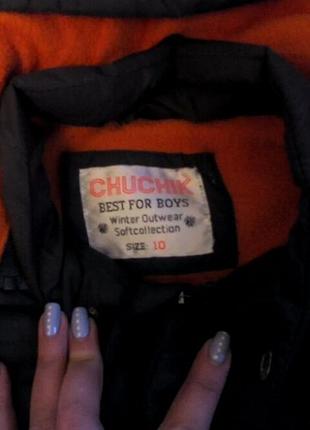 CHUCHIK
BEST FOR BOYS
Winter Outwear
Softcollection
SIZE: 10